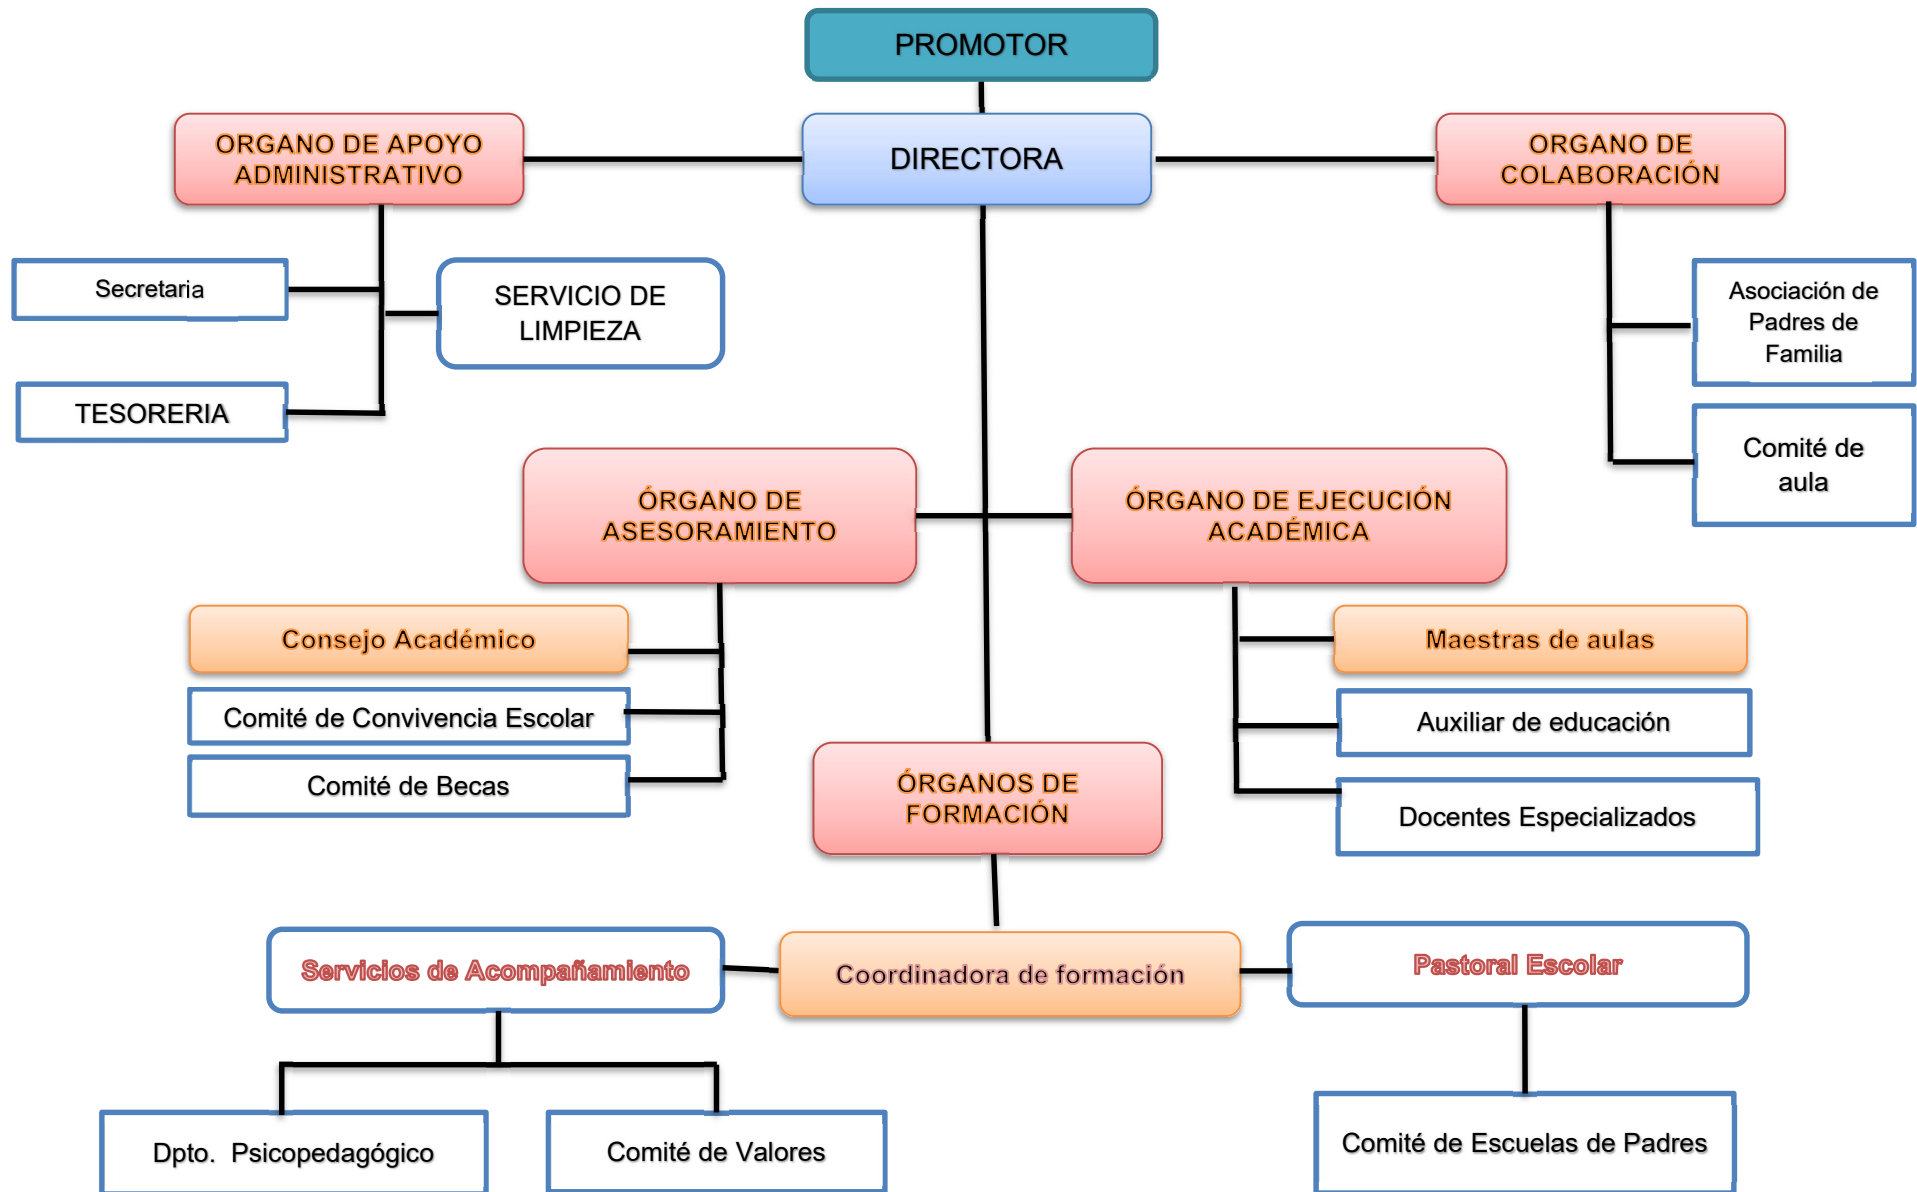 PROMOTOR
ORGANO DE APOYO
ADMINISTRATIVO
DIRECTORA
ORGANO DE
COLABORACIÓN
Secretaria
SERVICIO DE
LIMPIEZA
TESORERIA
Asociación de
Padres de
Familia
Comité de
aula
ÓRGANO DE
ASESORAMIENTO
ÓRGANO DE EJECUCIÓN
ACADÉMICA
Consejo Académico
Comité de Convivencia Escolar
Comité de Becas
Maestras de aulas
Auxiliar de educación
Docentes Especializados
ÓRGANOS DE
FORMACIÓN
Servicios de Acompañamiento
Coordinadora de formación
Pastoral Escolar
Dpto. Psicopedagógico
Comité de Valores
Comité de Escuelas de Padres